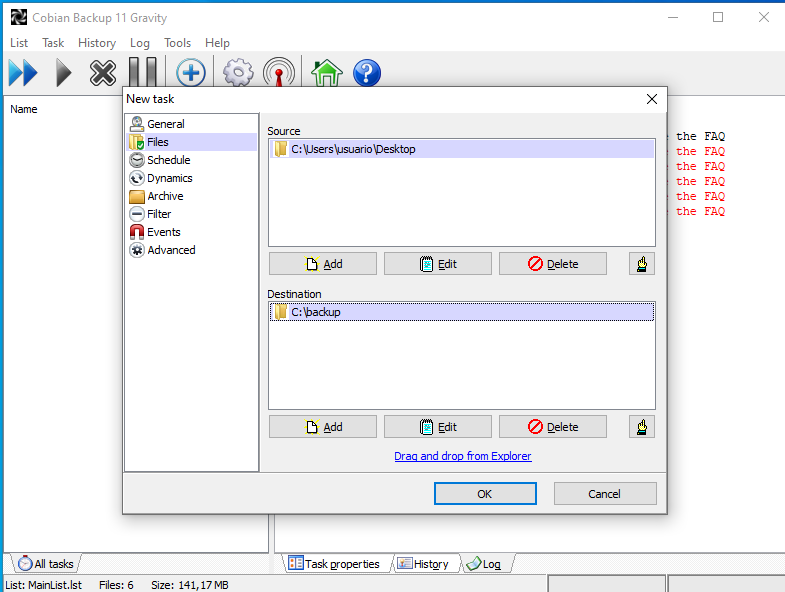 Cobian Backup 11 Gravity
List Task History Log Tools Help
Name
the FAQ
the FAQ
the FAQ
the FAQ
the FAQ
the FAQ
New task
General
Files
Schedule
Dynamics
Archive
Filter
Events
Advanced
Source
C:\Users\usuario\Desktop
Add Edit Delete
Destination
C:\backup
Add Edit Delete
Drag and drop from Explorer
OK Cancel
All tasks
Task properties History Log
List: MainList.lst Files: 6 Size: 141,17 MB